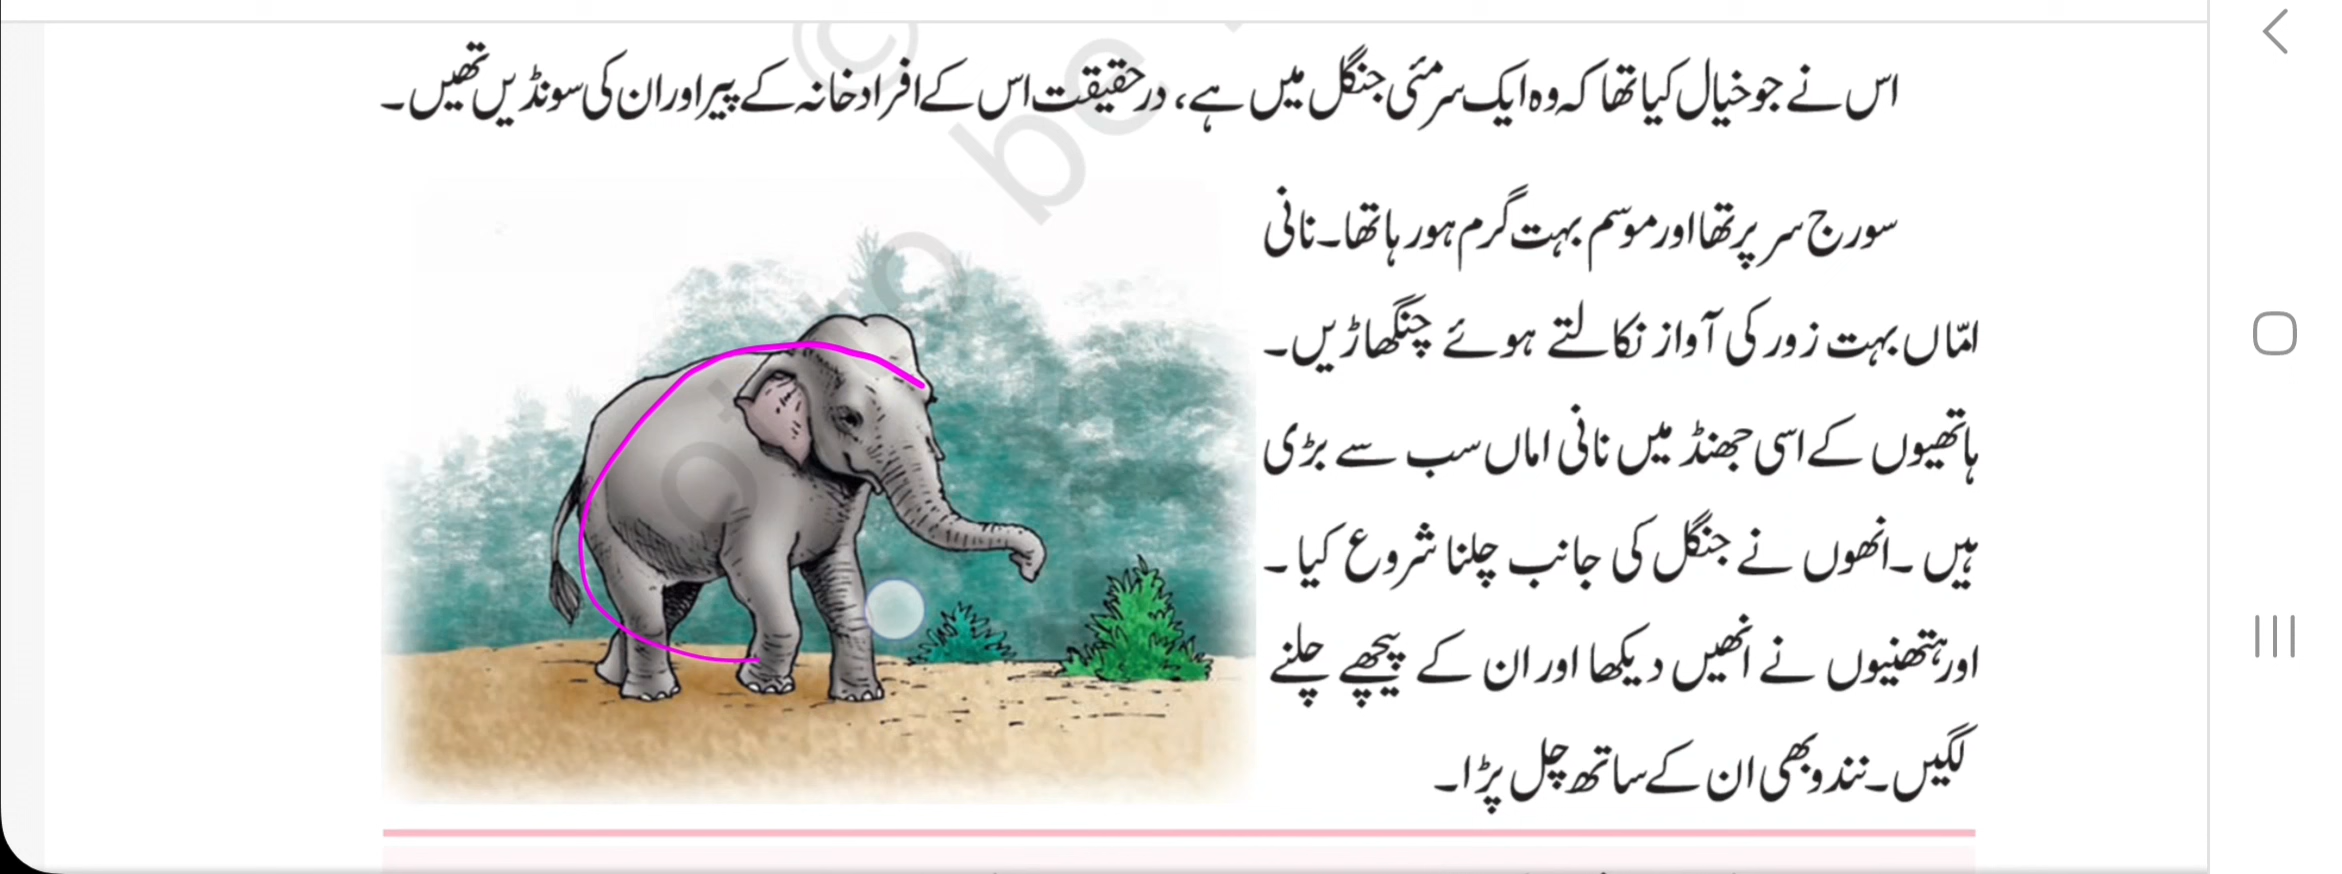 اس نے جو خیال کیا تھا کہ وہ ایک سرمئی جنگل میں ہے، درحقیقت اس کے افراد خانہ کے پیر اور ان کی سونڈیں تھیں۔
سورج سر پر تھا اور موسم بہت گرم ہو رہا تھا۔ نانی
امّاں بہت زور کی آواز نکالتے ہوئے چنگھاڑیں۔
ہاتھیوں کے اسی جھنڈ میں نانی اماں سب سے بڑی
ہیں۔ انھوں نے جنگل کی جانب چلنا شروع کیا۔
اور ہتھنیوں نے انھیں دیکھا اور ان کے پیچھے چلنے
لگیں۔ نندو بھی ان کے ساتھ چل پڑا۔
© not to be